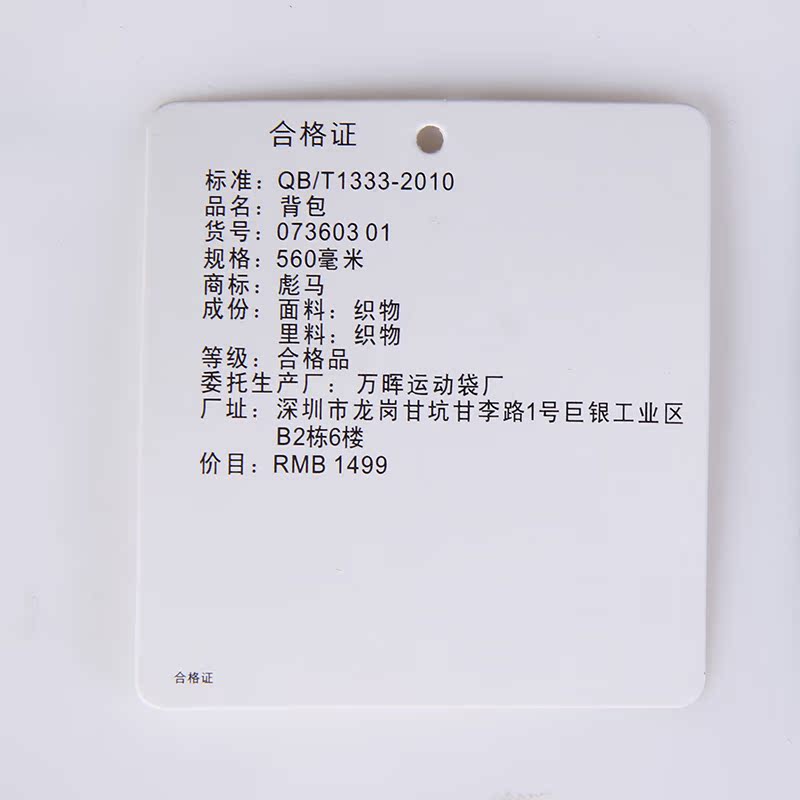 合格证
标准：QB/T1333-2010
品名：背包
货号：073603 01
规格：560毫米
商标：彪马
成份：面料：织物
里料：织物
等级：合格品
委托生产厂：万晖运动袋厂
厂址：深圳市龙岗甘坑甘李路1号巨银工业区
B2栋6楼
价目：RMB 1499
合格证